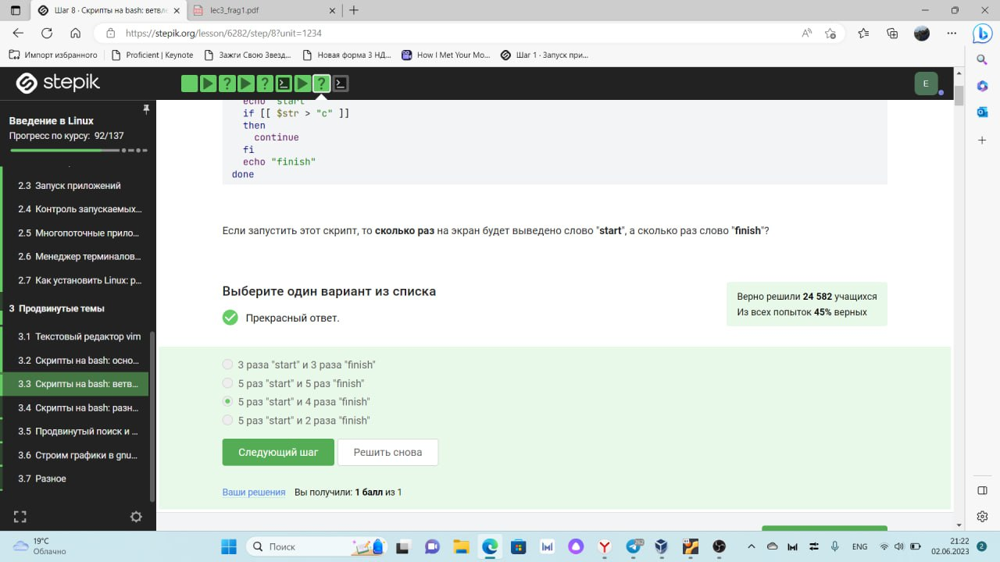 Шаг 8 · Скрипты на bash: ветвле
lec3_frag1.pdf
https://stepik.org/lesson/6282/step/8?unit=1234
Импорт избранного
Proficient | Keynote
Зажги Свою Звезд...
Новая форма 3 НД...
How I Met Your Mo...
Шаг 1 · Запуск при...
stepik
E
Введение в Linux
Прогресс по курсу: 92/137
2.3 Запуск приложений
2.4 Контроль запускаемых...
2.5 Многопоточные прило...
2.6 Менеджер терминалов...
2.7 Как установить Linux: р...
3 Продвинутые темы
3.1 Текстовый редактор vim
3.2 Скрипты на bash: осно...
3.3 Скрипты на bash: ветв...
3.4 Скрипты на bash: разн...
3.5 Продвинутый поиск и ...
3.6 Строим графики в gnu...
3.7 Разное
echo "start"
if [[ $str > "c" ]]
then
continue
fi
echo "finish"
done
Если запустить этот скрипт, то сколько раз на экран будет выведено слово "start", а сколько раз слово "finish"?
Выберите один вариант из списка
Прекрасный ответ.
Верно решили 24 582 учащихся
Из всех попыток 45% верных
3 раза "start" и 3 раза "finish"
5 раз "start" и 5 раз "finish"
5 раз "start" и 4 раза "finish"
5 раз "start" и 2 раза "finish"
Следующий шаг
Решить снова
Ваши решения Вы получили: 1 балл из 1
19°C
Облачно
Поиск
ENG
21:22
02.06.2023
2